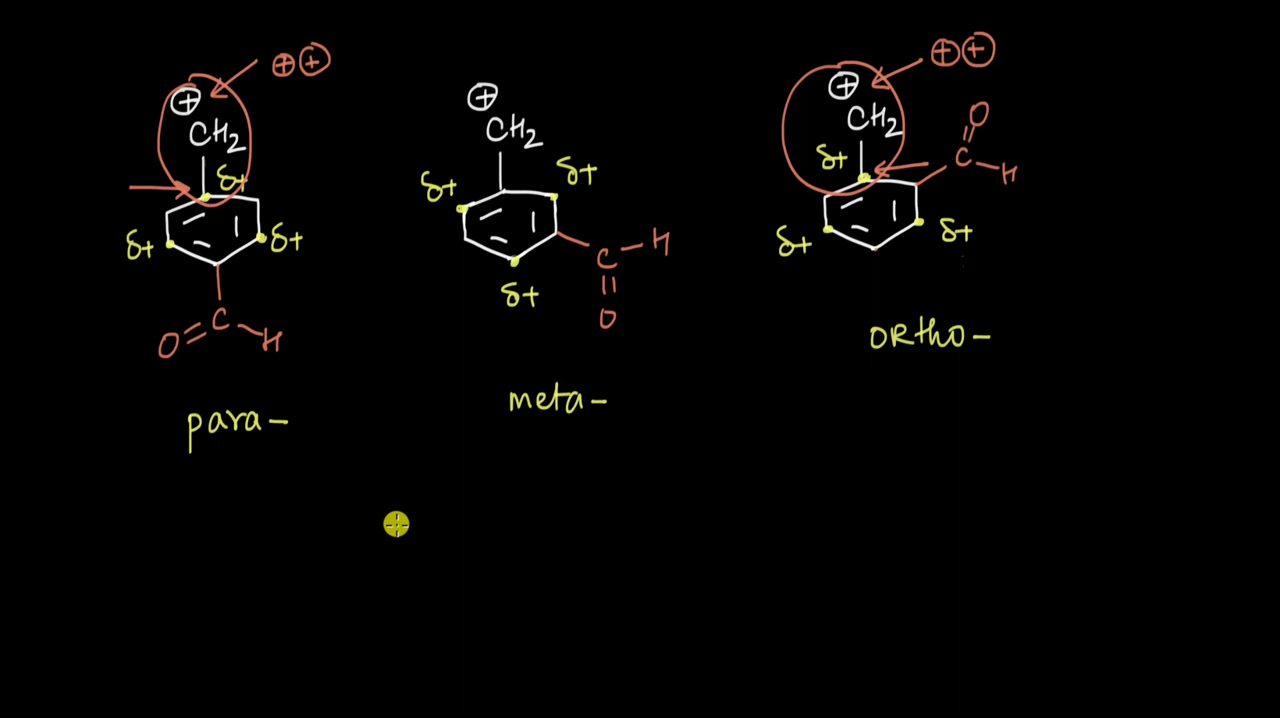 ⊕ CH2 ⊕⊕
δ+
δ+ δ+
O=C-H
para-
⊕
CH2
δ+ δ+
C-H
||
O
δ+
meta-
⊕ CH2 ⊕⊕
O
||
C-H
δ+
δ+ δ+
ORtho-